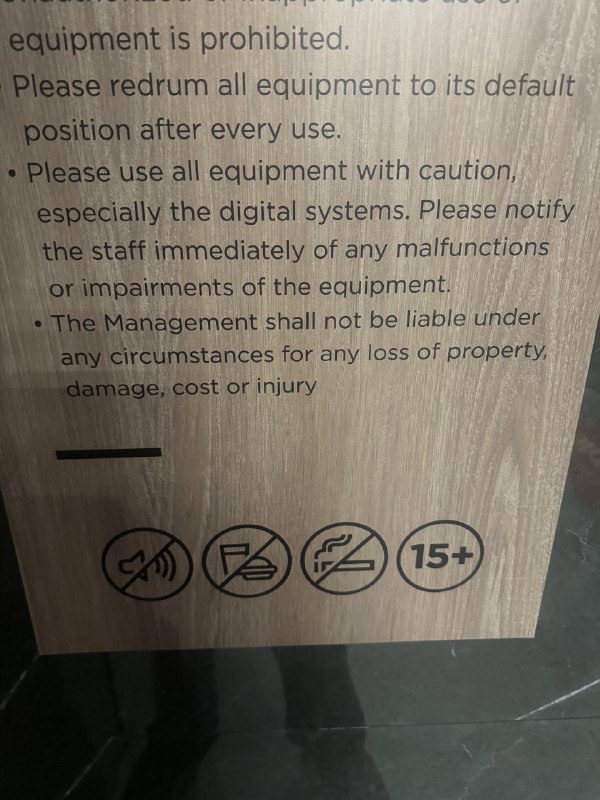 equipment is prohibited.
• Please redrum all equipment to its default
position after every use.
• Please use all equipment with caution,
especially the digital systems. Please notify
the staff immediately of any malfunctions
or impairments of the equipment.
• The Management shall not be liable under
any circumstances for any loss of property,
damage, cost or injury
15+